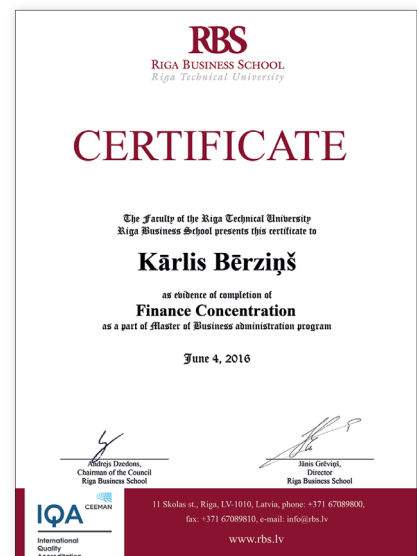 RBS
RIGA BUSINESS SCHOOL
Riga Technical University
CERTIFICATE
The Faculty of the Riga Technical University
Riga Business School presents this certificate to
Kārlis Bērziņš
as evidence of completion of
Finance Concentration
as a part of Master of Business administration program
June 4, 2016
Andrejs Dzedons,
Chairman of the Council
Riga Business School
Jānis Grēviņš,
Director
Riga Business School
IQA CEEMAN
International
Quality
Accreditation
11 Skolas st., Riga, LV-1010, Latvia, phone: +371 67089800,
fax: +371 67089810, e-mail: info@rbs.lv
www.rbs.lv